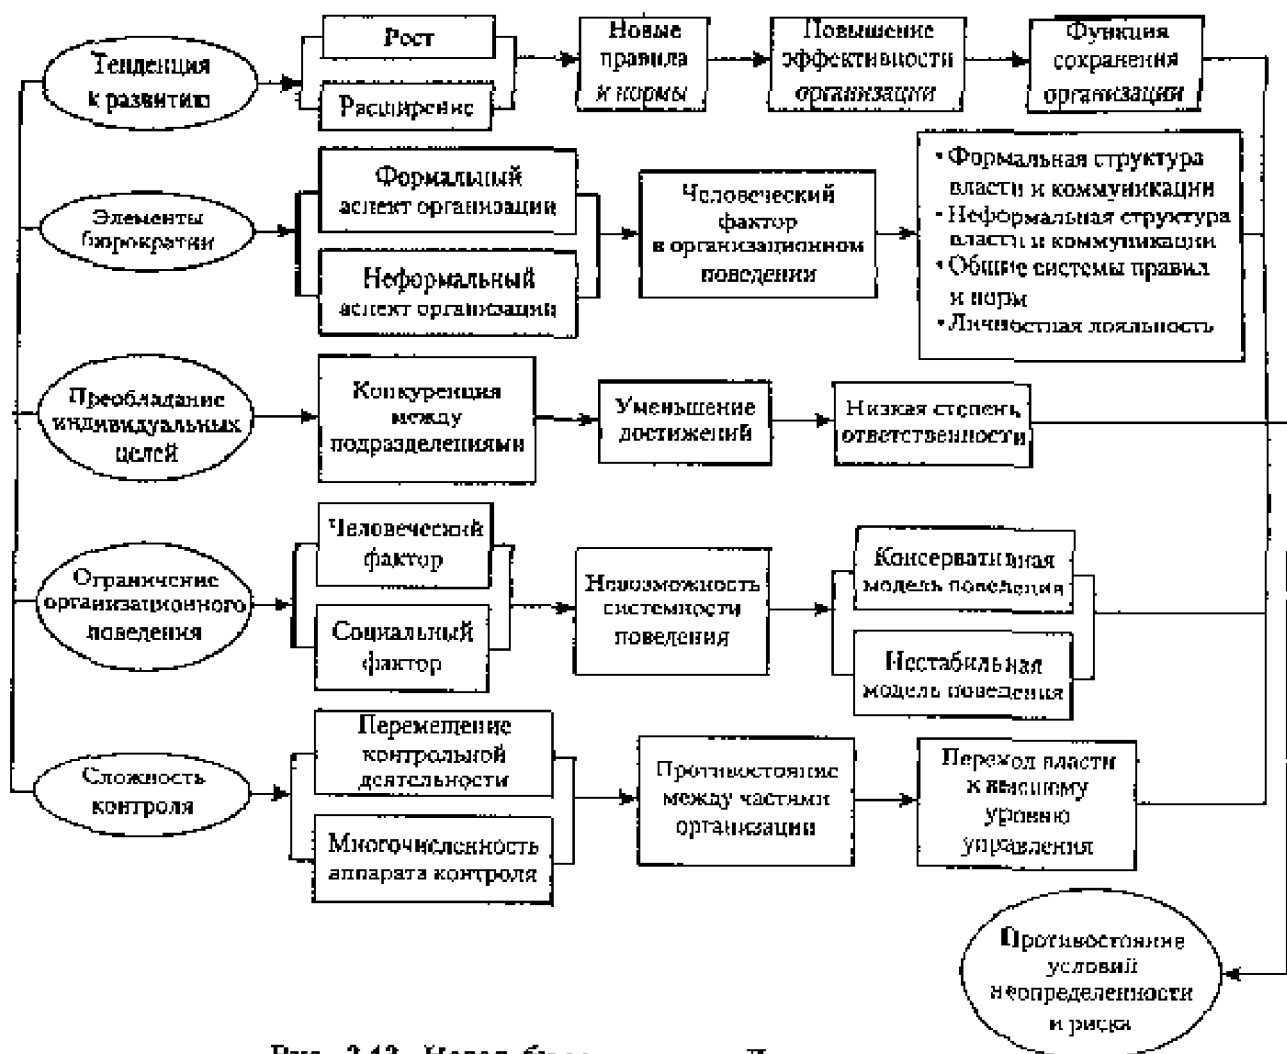 Тенденция
к развитию
Рост
Расширение
Новые
правила
и нормы
Повышение
эффективности
организации
Функция
сохранения
организации
Элементы
бюрократии
Формальный
аспект организации
Неформальный
аспект организации
Человеческий
фактор
в организационном
поведении
• Формальная структура
власти и коммуникации
• Неформальная структура
власти и коммуникации
• Общие системы правил
и норм
• Личностная лояльность
Преобладание
индивидуальных
целей
Конкуренция
между
подразделениями
Уменьшение
достижений
Низкая степень
ответственности
Ограничение
организационного
поведения
Человеческий
фактор
Социальный
фактор
Невозможность
системности
поведения
Консервативная
модель поведения
Нестабильная
модель поведения
Сложность
контроля
Перемещение
контрольной
деятельности
Многочисленность
аппарата контроля
Противостояние
между частями
организации
Переход власти
к высшему
уровню
управления
Противостояние
условий
неопределенности
и риска